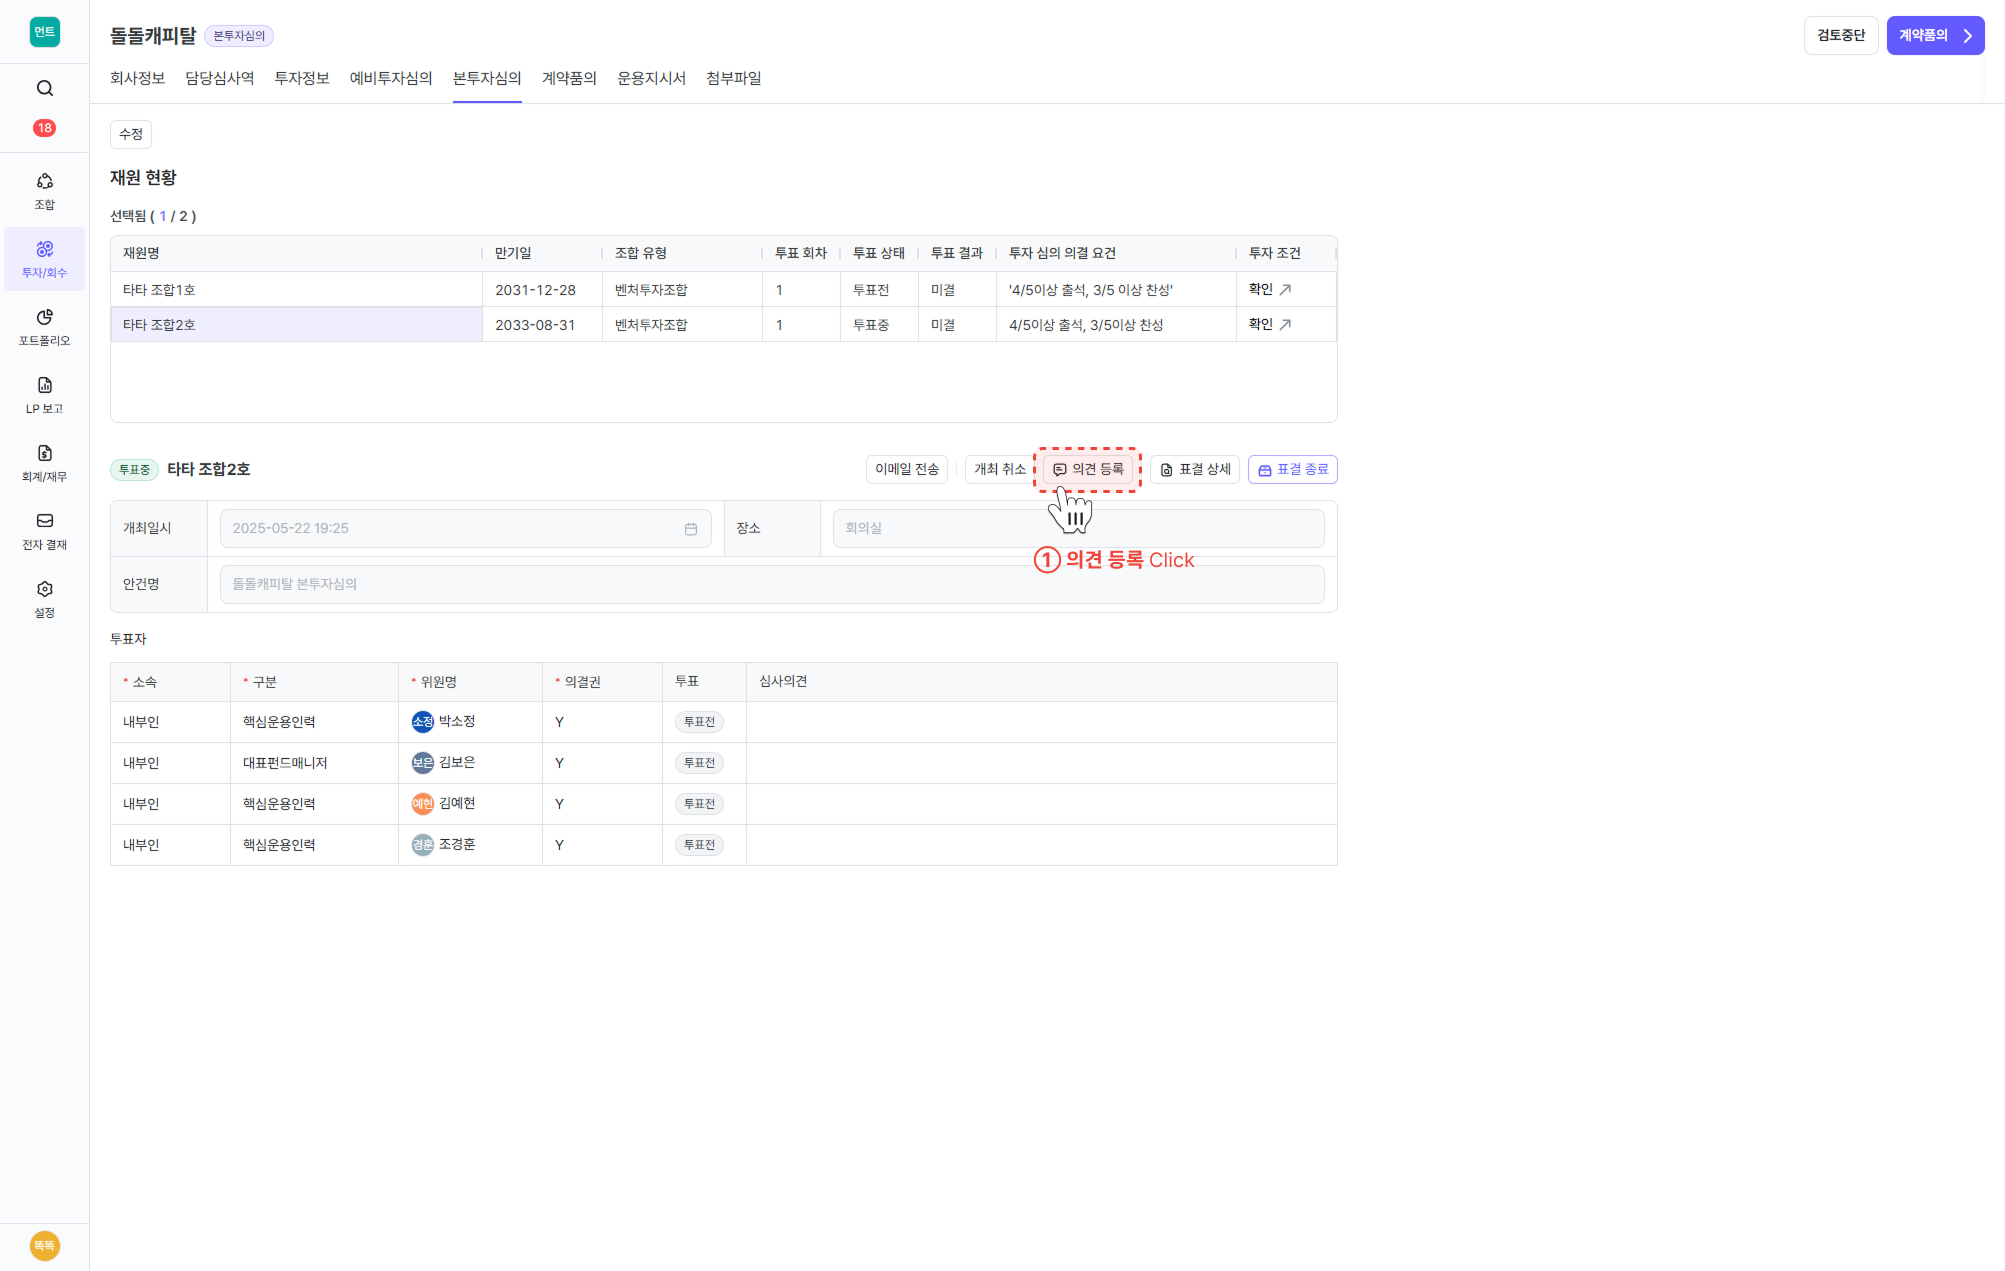 먼트
돌돌캐피탈 본투자심의
검토중단 계약품의
회사정보 담당심사역 투자정보 예비투자심의 본투자심의 계약품의 운용지시서 첨부파일
18
조합
투자/회수
포트폴리오
LP 보고
회계/재무
전자 결재
설정
똑똑
수정
재원 현황
선택됨 ( 1 / 2 )
재원명 만기일 조합 유형 투표 회차 투표 상태 투표 결과 투자 심의 의결 요건 투자 조건
타타 조합1호 2031-12-28 벤처투자조합 1 투표전 미결 '4/5이상 출석, 3/5 이상 찬성' 확인
타타 조합2호 2033-08-31 벤처투자조합 1 투표중 미결 4/5이상 출석, 3/5이상 찬성 확인
투표중 타타 조합2호 이메일 전송 개최 취소 의견 등록 표결 상세 표결 종료
개최일시 2025-05-22 19:25 장소 회의실
① 의견 등록 Click
안건명 돌돌캐피탈 본투자심의
투표자
* 소속 * 구분 * 위원명 * 의결권 투표 심사의견
내부인 핵심운용인력 소정 박소정 Y 투표전
내부인 대표펀드매니저 보은 김보은 Y 투표전
내부인 핵심운용인력 예현 김예현 Y 투표전
내부인 핵심운용인력 경훈 조경훈 Y 투표전